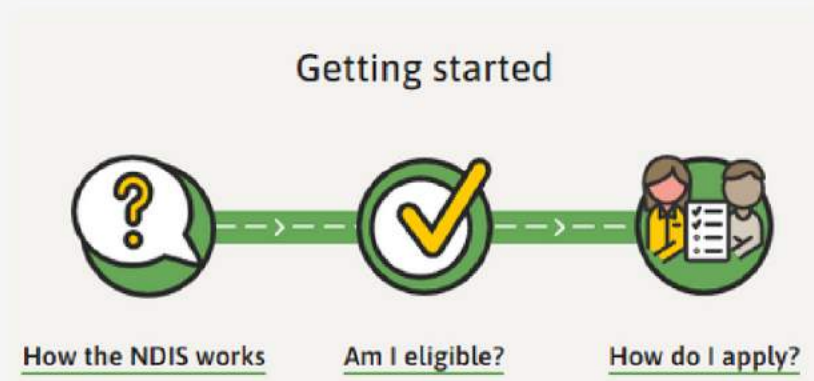 Getting started
How the NDIS works
Am I eligible?
How do I apply?